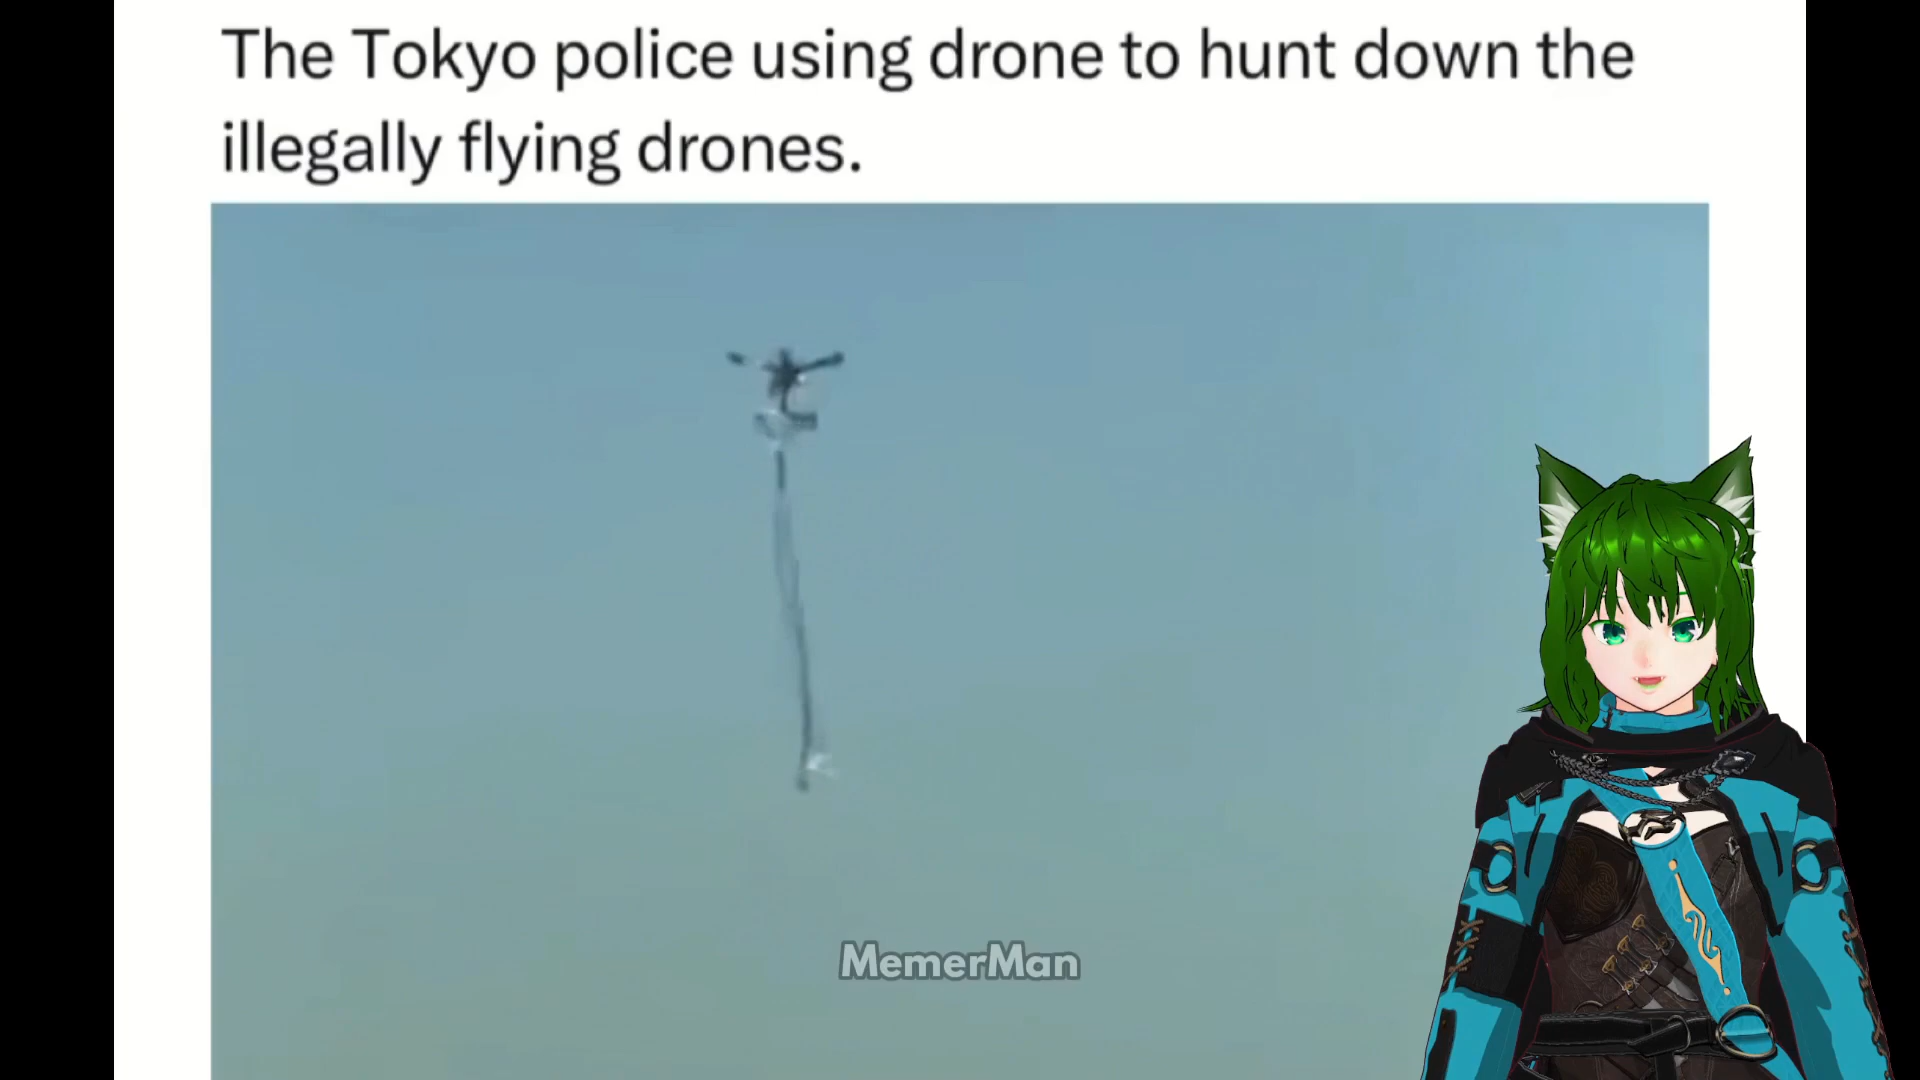 The Tokyo police using drone to hunt down the
illegally flying drones.
MemerMan